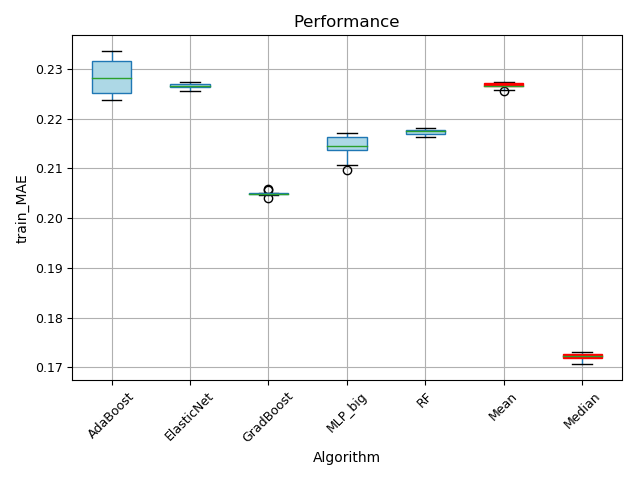 Performance
0.23
0.22
0.21
0.20
0.19
0.18
0.17
train_MAE
AdaBoost
ElasticNet
GradBoost
MLP_big
RF
Mean
Median
Algorithm